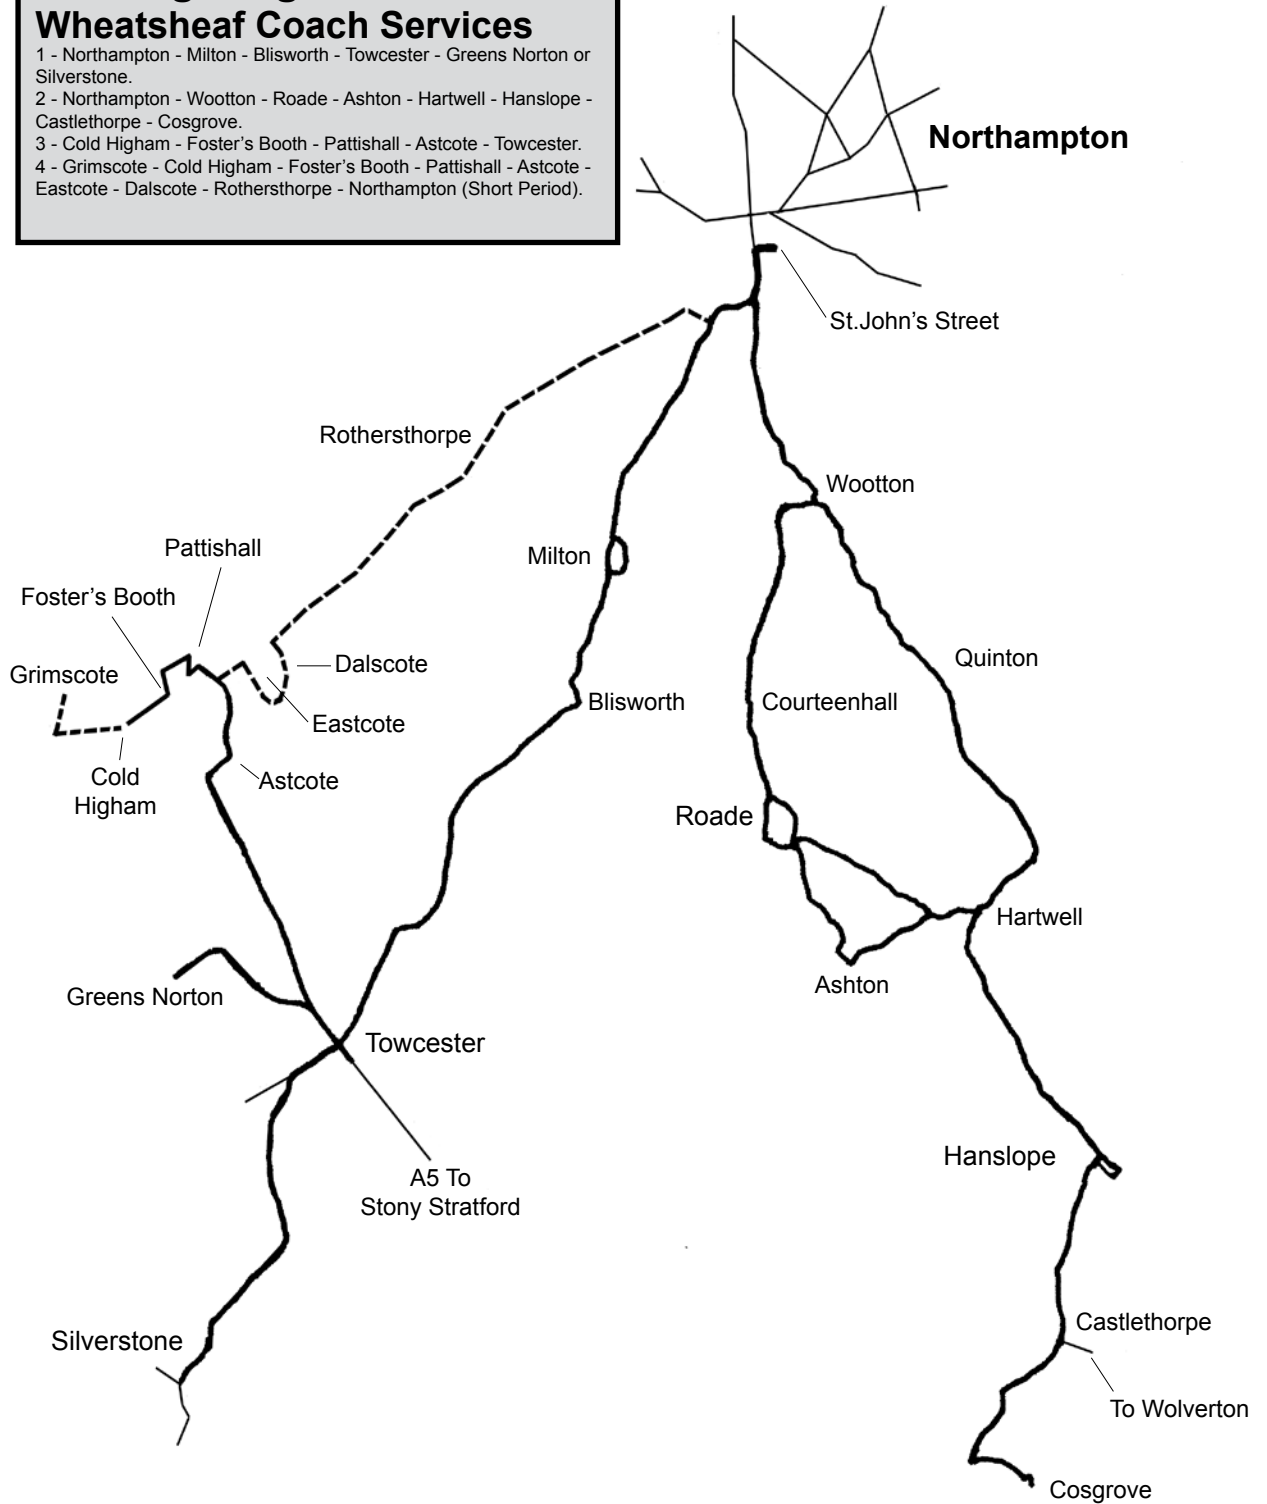 Wheatsheaf Coach Services
1 - Northampton - Milton - Blisworth - Towcester - Greens Norton or
Silverstone.
2 - Northampton - Wootton - Roade - Ashton - Hartwell - Hanslope -
Castlethorpe - Cosgrove.
3 - Cold Higham - Foster's Booth - Pattishall - Astcote - Towcester.
4 - Grimscote - Cold Higham - Foster's Booth - Pattishall - Astcote -
Eastcote - Dalscote - Rothersthorpe - Northampton (Short Period).
Northampton
St.John's Street
Rothersthorpe
Wootton
Pattishall
Milton
Foster's Booth
Quinton
Dalscote
Grimscote
Blisworth
Courteenhall
Eastcote
Cold
Higham
Astcote
Roade
Hartwell
Ashton
Greens Norton
Towcester
Hanslope
A5 To
Stony Stratford
Castlethorpe
Silverstone
To Wolverton
Cosgrove